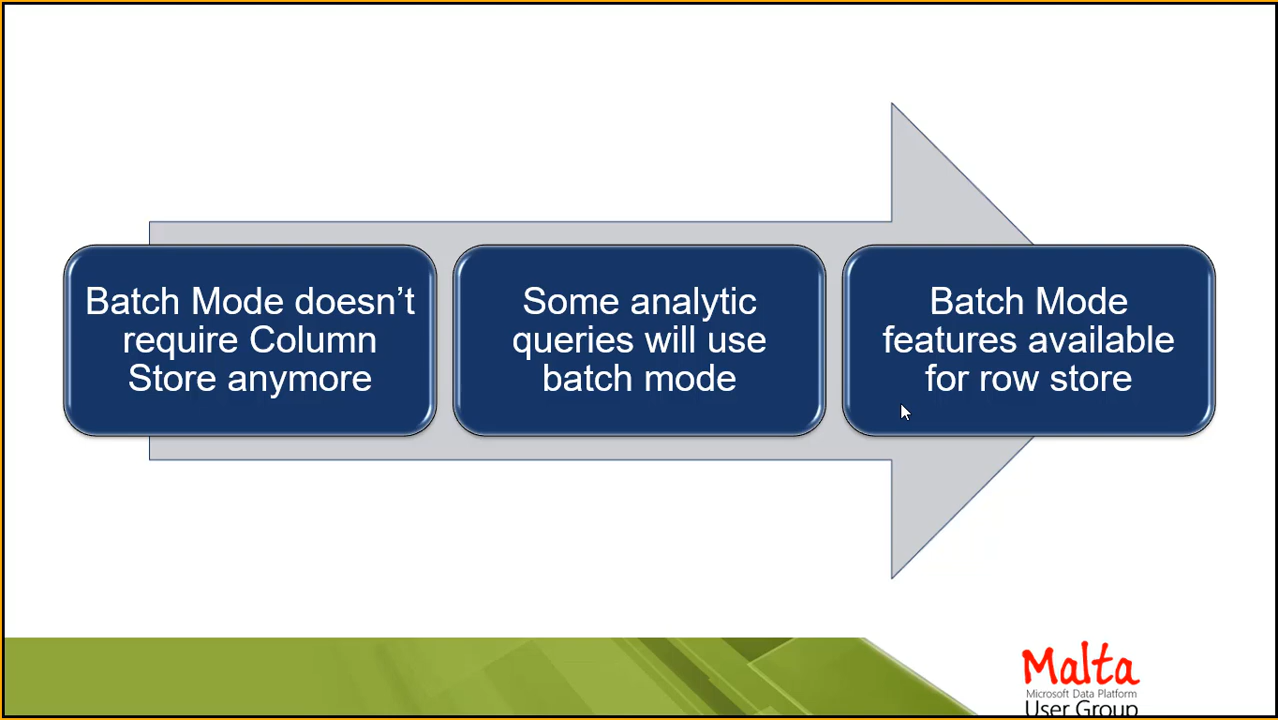 Batch Mode doesn’t
require Column
Store anymore
Some analytic
queries will use
batch mode
Batch Mode
features available
for row store
Malta
Microsoft Data Platform
User Group